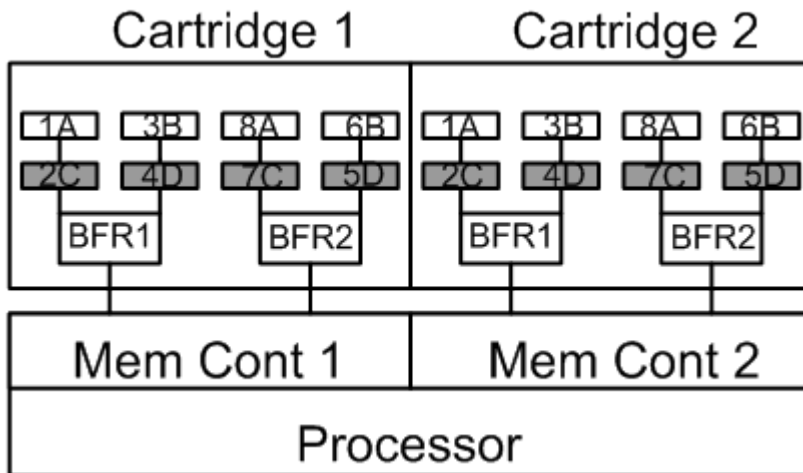 Cartridge 1 Cartridge 2
1A 3B 8A 6B 1A 3B 8A 6B
2C 4D 7C 5D 2C 4D 7C 5D
BFR1 BFR2 BFR1 BFR2
Mem Cont 1 Mem Cont 2
Processor